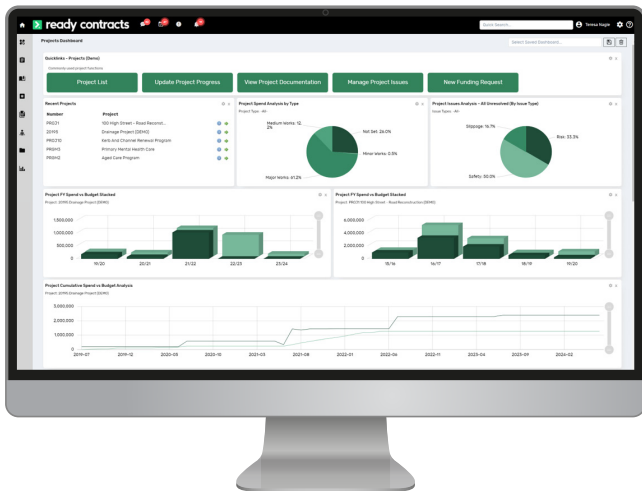 ready contracts
Quick Search...
Teresa Nagle
Projects Dashboard
Select Saved Dashboard...
Quicklinks - Projects (Demo)
Commonly used project functions
Project List
Update Project Progress
View Project Documentation
Manage Project Issues
New Funding Request
Recent Projects
Number Project
PRG71 100 High Street - Road Reconst...
20195 Drainage Project (DEMO)
PRGC10 Kerb And Channel Renewal Program
PRGM3 Primary Mental Health Care
PRGM2 Aged Care Program
Project Spend Analysis by Type
Project Type: -All-
Medium Works: 12.
2%
Not Set: 26.0%
Minor Works: 0.5%
Major Works: 61.2%
Project Issues Analysis - All Unresolved (By Issue Type)
Issue Types: -All-
Slippage: 16.7%
Risk: 33.3%
Safety: 50.0%
Project FY Spend vs Budget Stacked
Project: 20195 Drainage Project (DEMO)
1,500,000
1,000,000
500,000
0
19/20 20/21 21/22 22/23 23/24
Project FY Spend vs Budget Stacked
6,000,000
4,000,000
2,000,000
0
15/16 16/17 17/18 18/19 19/20
Project Cumulative Spend vs Budget Analysis
Project: 20195 Drainage Project (DEMO)
3,000,000
2,000,000
1,000,000
0
2019-07 2019-12 2020-05 2020-10 2021-03 2021-08 2022-01 2022-06 2022-11 2023-04 2023-09 2024-02